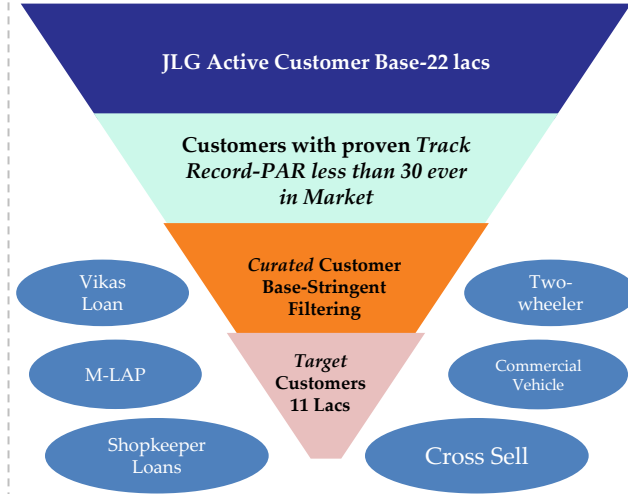 JLG Active Customer Base-22 lacs
Customers with proven Track
Record-PAR less than 30 ever
in Market
Curated Customer
Base-Stringent
Filtering
Target
Customers
11 Lacs
Vikas
Loan
M-LAP
Shopkeeper
Loans
Two-
wheeler
Commercial
Vehicle
Cross Sell